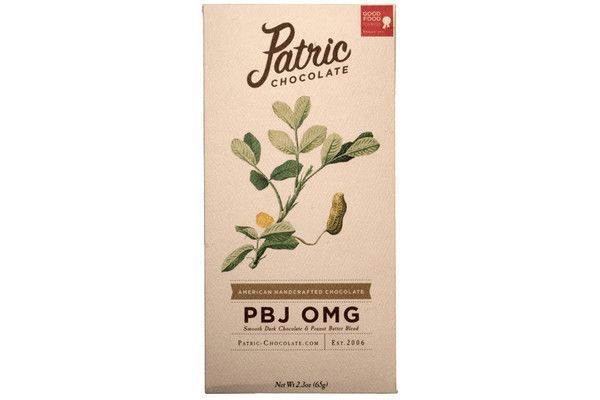 GOOD
FOOD
Patric
CHOCOLATE
AMERICAN HANDCRAFTED CHOCOLATE
PBJ OMG
Smooth Dark Chocolate & Peanut Butter Blend
PATRIC-CHOCOLATE.COM
EST. 2006
Net Wt 2.3oz (65g)